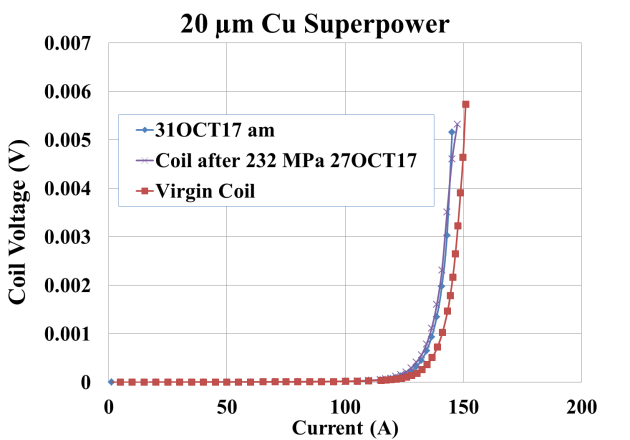 20 µm Cu Superpower
0.007
0.006
0.005
0.004
0.003
0.002
0.001
0
Coil Voltage (V)
31OCT17 am
Coil after 232 MPa 27OCT17
Virgin Coil
0 50 100 150 200
Current (A)